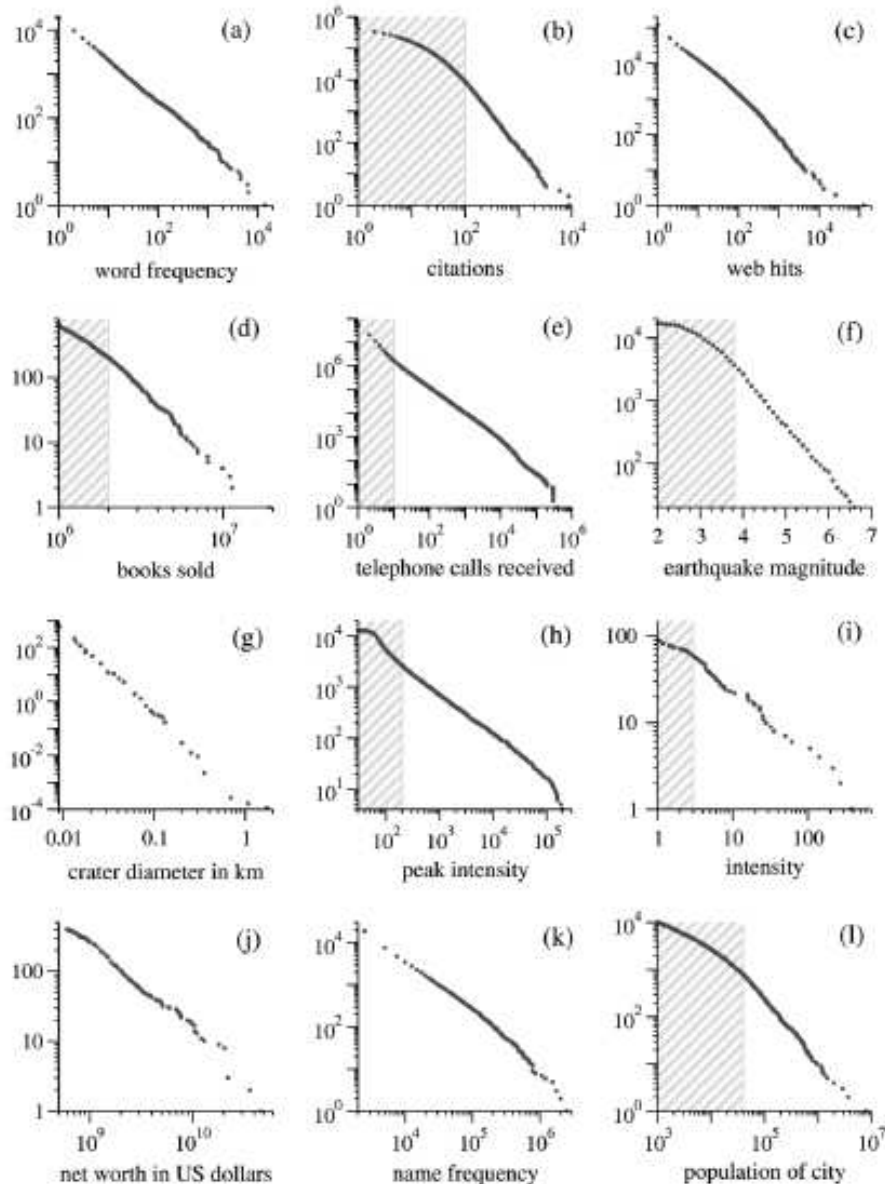 (a)
10⁴
10²
10⁰
10⁰ 10² 10⁴
word frequency
(b)
10⁶
10⁴
10²
10⁰
10⁰ 10² 10⁴
citations
(c)
10⁴
10²
10⁰
10⁰ 10² 10⁴
web hits
(d)
100
10
1
10⁶ 10⁷
books sold
(e)
10⁶
10³
10⁰
10⁰ 10² 10⁴ 10⁶
telephone calls received
(f)
10⁴
10³
10²
2 3 4 5 6 7
earthquake magnitude
(g)
10²
10⁰
10⁻²
10⁻⁴
0.01 0.1 1
crater diameter in km
(h)
10⁴
10³
10²
10¹
10² 10³ 10⁴ 10⁵
peak intensity
(i)
100
10
1
1 10 100
intensity
(j)
100
10
1
10⁹ 10¹⁰
net worth in US dollars
(k)
10⁴
10²
10⁰
10⁴ 10⁵ 10⁶
name frequency
(l)
10⁴
10²
10⁰
10³ 10⁵ 10⁷
population of city